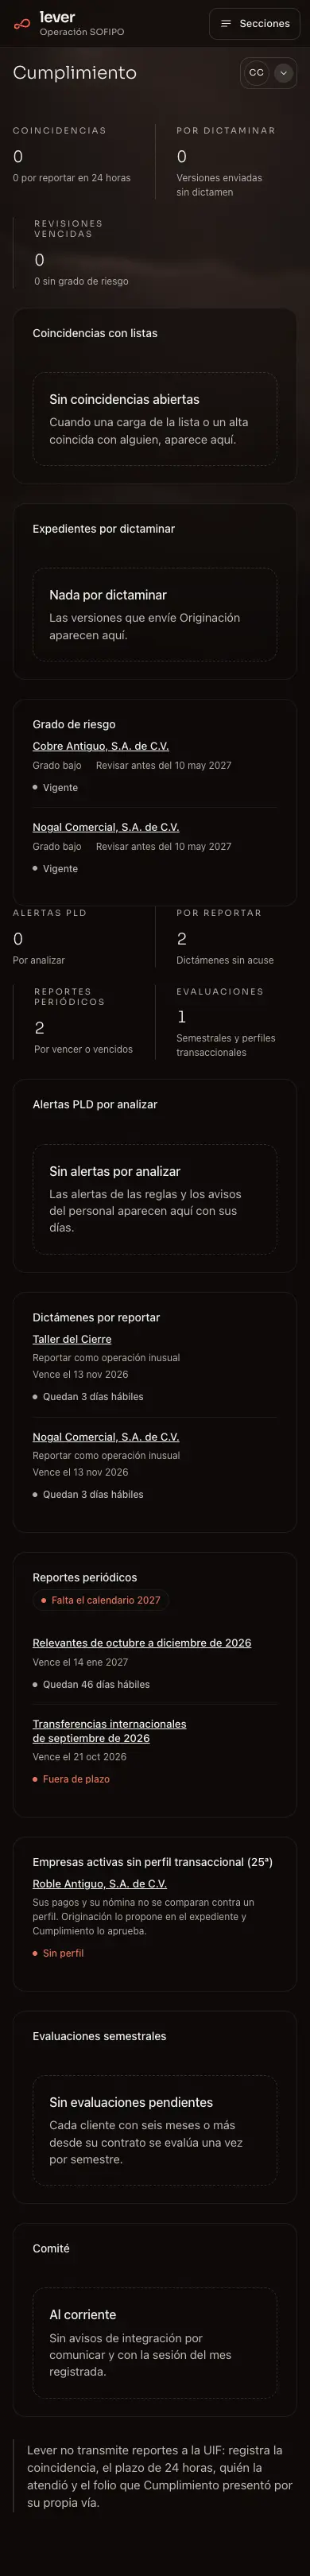 lever
Operación SOFIPO
Secciones
Cumplimiento
CC
COINCIDENCIAS
0
0 por reportar en 24 horas
POR DICTAMINAR
0
Versiones enviadas
sin dictamen
REVISIONES
VENCIDAS
0
0 sin grado de riesgo
Coincidencias con listas
Sin coincidencias abiertas
Cuando una carga de la lista o un alta
coincida con alguien, aparece aquí.
Expedientes por dictaminar
Nada por dictaminar
Las versiones que envíe Originación
aparecen aquí.
Grado de riesgo
Cobre Antiguo, S.A. de C.V.
Grado bajo Revisar antes del 10 may 2027
Vigente
Nogal Comercial, S.A. de C.V.
Grado bajo Revisar antes del 10 may 2027
Vigente
ALERTAS PLD
0
Por analizar
POR REPORTAR
2
Dictámenes sin acuse
REPORTES
PERIÓDICOS
2
Por vencer o vencidos
EVALUACIONES
1
Semestrales y perfiles
transaccionales
Alertas PLD por analizar
Sin alertas por analizar
Las alertas de las reglas y los avisos
del personal aparecen aquí con sus
días.
Dictámenes por reportar
Taller del Cierre
Reportar como operación inusual
Vence el 13 nov 2026
Quedan 3 días hábiles
Nogal Comercial, S.A. de C.V.
Reportar como operación inusual
Vence el 13 nov 2026
Quedan 3 días hábiles
Reportes periódicos
Falta el calendario 2027
Relevantes de octubre a diciembre de 2026
Vence el 14 ene 2027
Quedan 46 días hábiles
Transferencias internacionales
de septiembre de 2026
Vence el 21 oct 2026
Fuera de plazo
Empresas activas sin perfil transaccional (25ª)
Roble Antiguo, S.A. de C.V.
Sus pagos y su nómina no se comparan contra un
perfil. Originación lo propone en el expediente y
Cumplimiento lo aprueba.
Sin perfil
Evaluaciones semestrales
Sin evaluaciones pendientes
Cada cliente con seis meses o más
desde su contrato se evalúa una vez
por semestre.
Comité
Al corriente
Sin avisos de integración por
comunicar y con la sesión del mes
registrada.
Lever no transmite reportes a la UIF: registra la
coincidencia, el plazo de 24 horas, quién la
atendió y el folio que Cumplimiento presentó por
su propia vía.